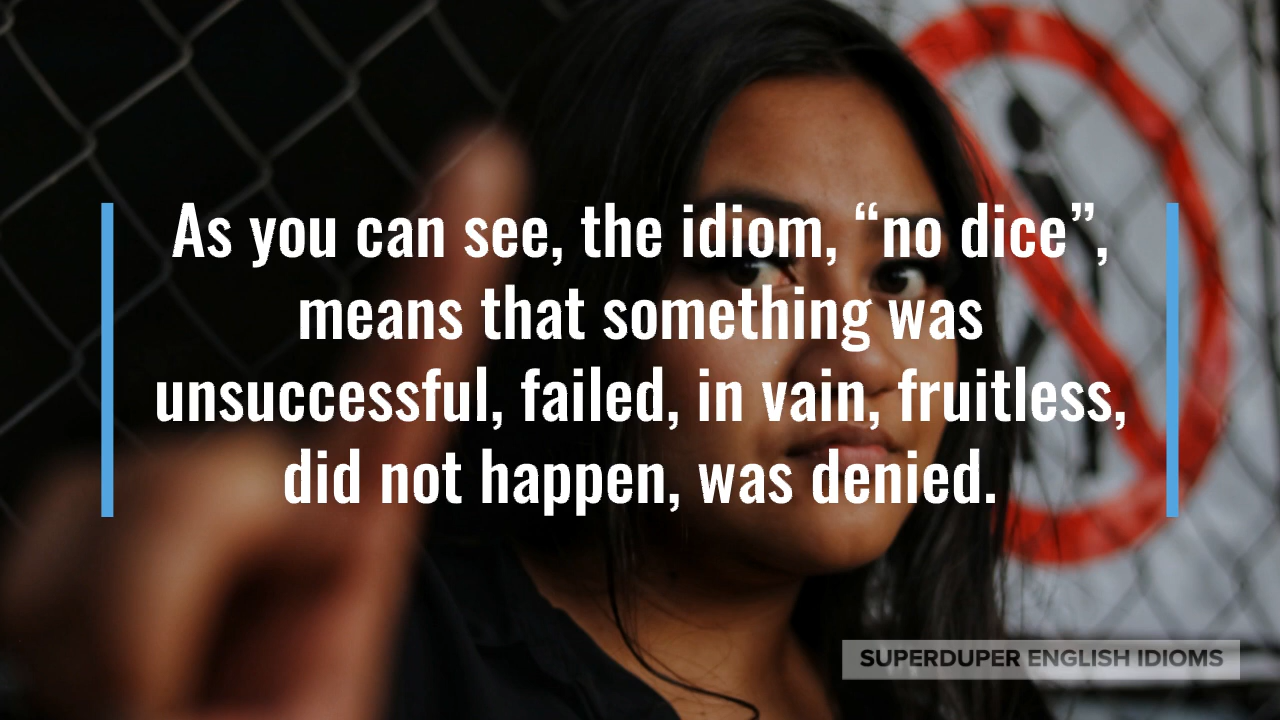 As you can see, the idiom, “no dice”,
means that something was
unsuccessful, failed, in vain, fruitless,
did not happen, was denied.
SUPERDUPER ENGLISH IDIOMS